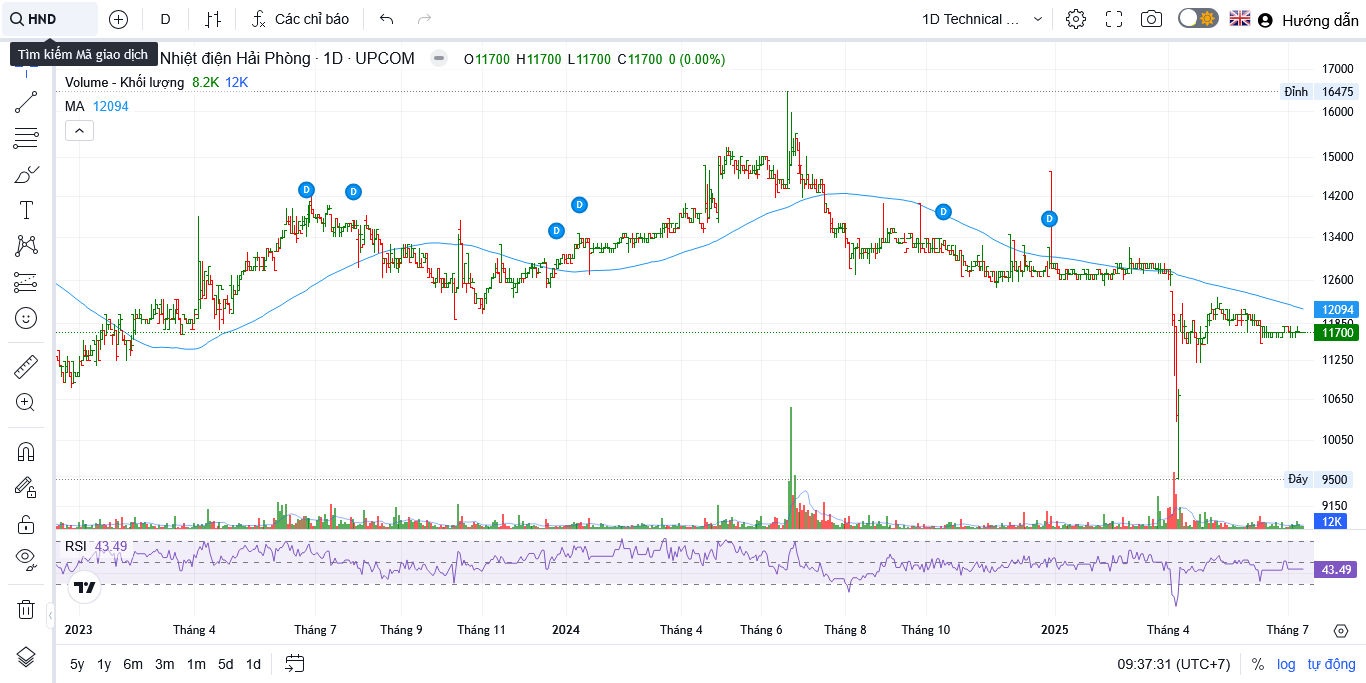 HND D Các chỉ báo 1D Technical ... Hướng dẫn
Tìm kiếm Mã giao dịch
Nhiệt điện Hải Phòng · 1D · UPCOM O11700 H11700 L11700 C11700 0 (0.00%)
Volume - Khối lượng 8.2K 12K
MA 12094
17000
Đỉnh 16475
16000
15000
14200
13400
12600
12094
11850
11700
11250
10650
10050
Đáy 9500
9150
12K
D
D
D
D
D
D
RSI 43.49
43.49
2023 Tháng 4 Tháng 7 Tháng 9 Tháng 11 2024 Tháng 4 Tháng 6 Tháng 8 Tháng 10 2025 Tháng 4 Tháng 7
5y 1y 6m 3m 1m 5d 1d 09:37:31 (UTC+7) % log tự động